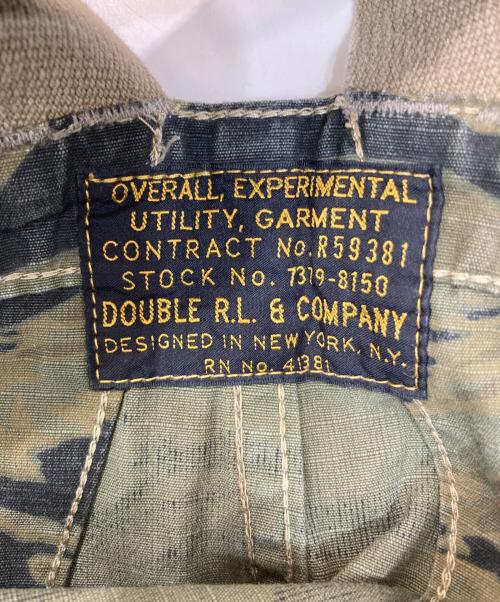 OVERALL, EXPERIMENTAL
UTILITY, GARMENT
CONTRACT No. R59381
STOCK No. 7319-8150
DOUBLE R.L. & COMPANY
DESIGNED IN NEW YORK, N.Y.
RN No. 41381